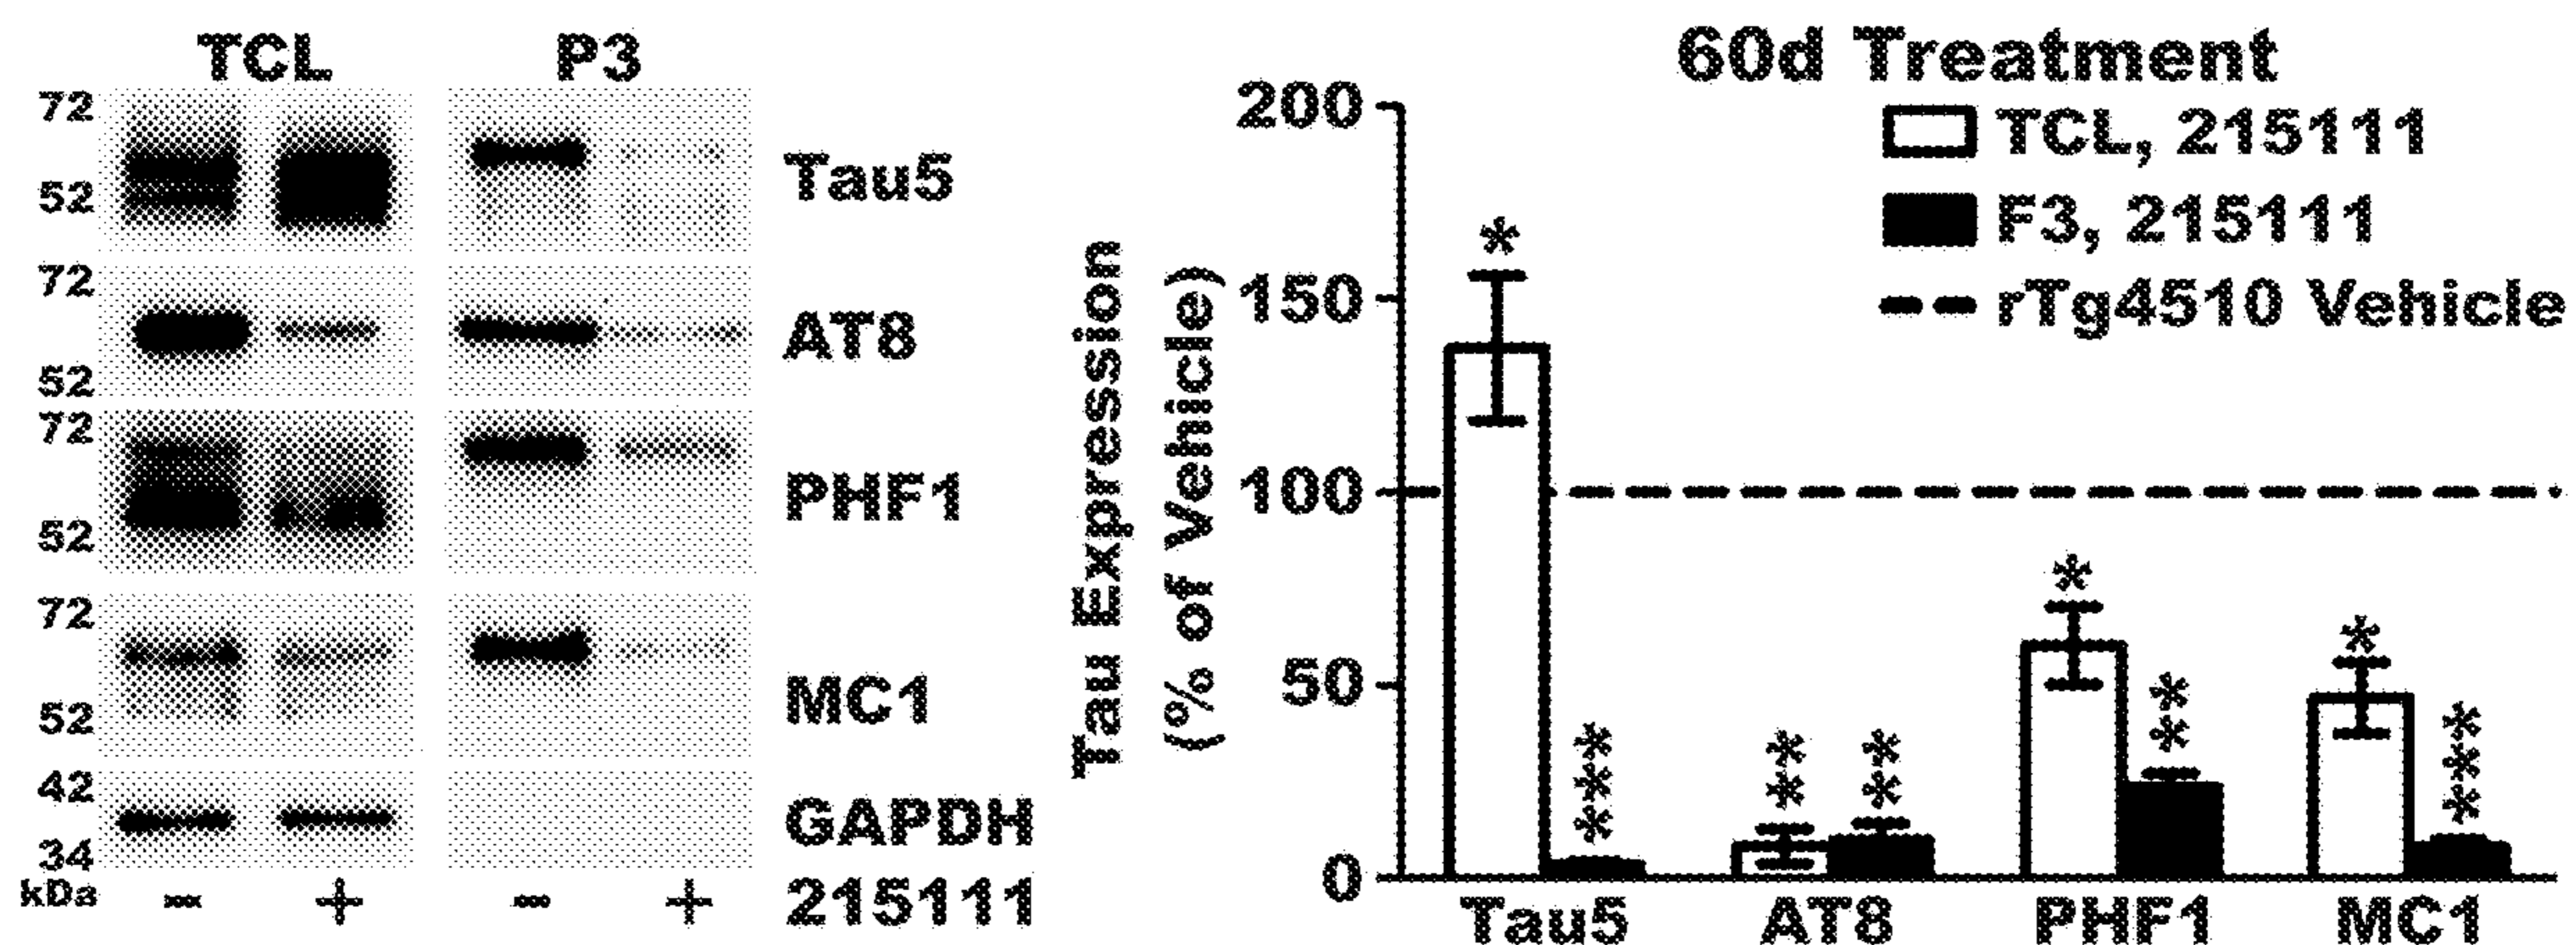 TCL P3
72
52
Tau5
72
52
AT8
72
52
PHF1
72
52
MC1
42
34
GAPDH
kDa - + - + 215111
60d Treatment
TCL, 215111
F3, 215111
rTg4510 Vehicle
Tau Expression
(% of Vehicle)
200
150
100
50
0
*
***
**
**
*
**
*
***
Tau5 AT8 PHF1 MC1